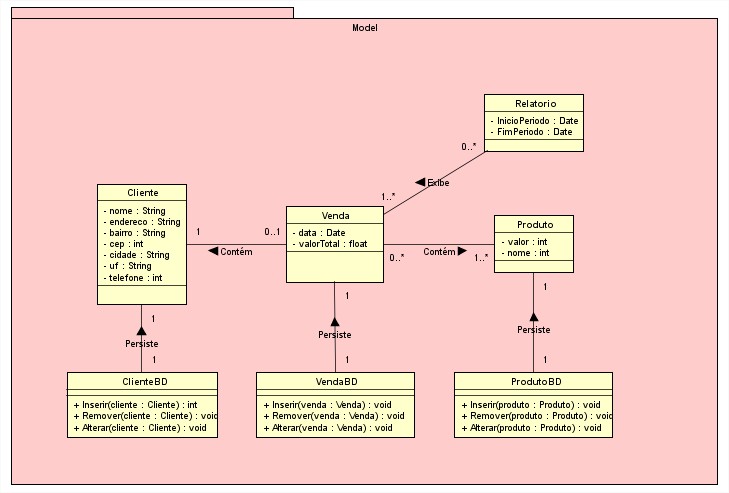 Model
Relatorio
- InicioPeriodo : Date
- FimPeriodo : Date
0..*
Exibe
1..*
Cliente
- nome : String
- endereco : String
- bairro : String
- cep : int
- cidade : String
- uf : String
- telefone : int
1
0..1
Contém
Venda
- data : Date
- valorTotal : float
Contém
0..*
1..*
Produto
- valor : int
- nome : int
1
Persiste
1
1
Persiste
1
1
Persiste
1
ClienteBD
+ Inserir(cliente : Cliente) : int
+ Remover(cliente : Cliente) : void
+ Alterar(cliente : Cliente) : void
VendaBD
+ Inserir(venda : Venda) : void
+ Remover(venda : Venda) : void
+ Alterar(venda : Venda) : void
ProdutoBD
+ Inserir(produto : Produto) : void
+ Remover(produto : Produto) : void
+ Alterar(produto : Produto) : void